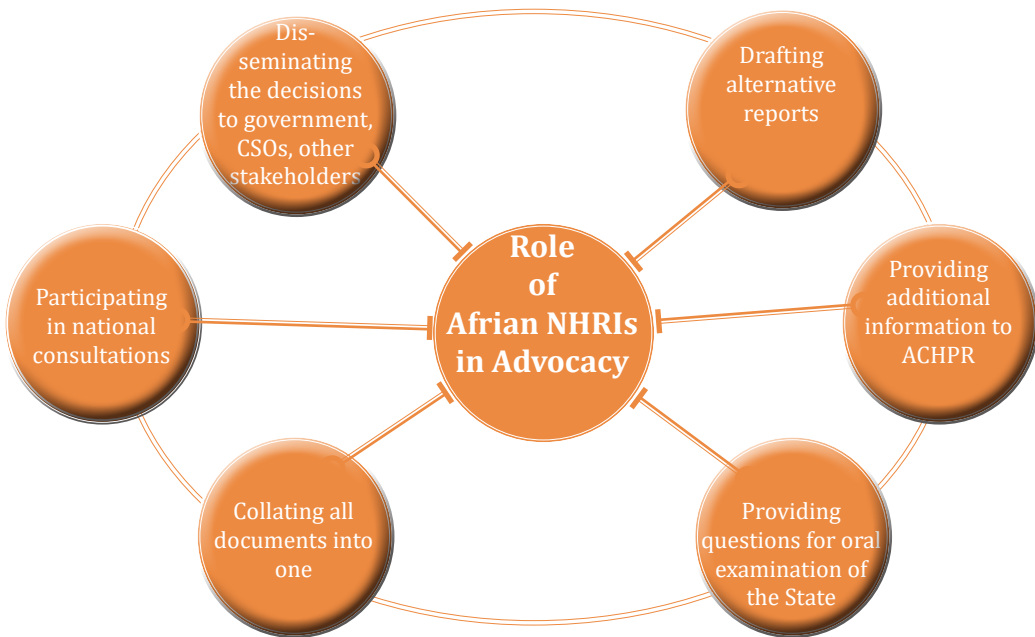 Dis-
seminating
the decisions
to government,
CSOs, other
stakeholders
Drafting
alternative
reports
Role
of
Afrian NHRIs
in Advocacy
Participating
in national
consultations
Providing
additional
information to
ACHPR
Collating all
documents into
one
Providing
questions for oral
examination of
the State